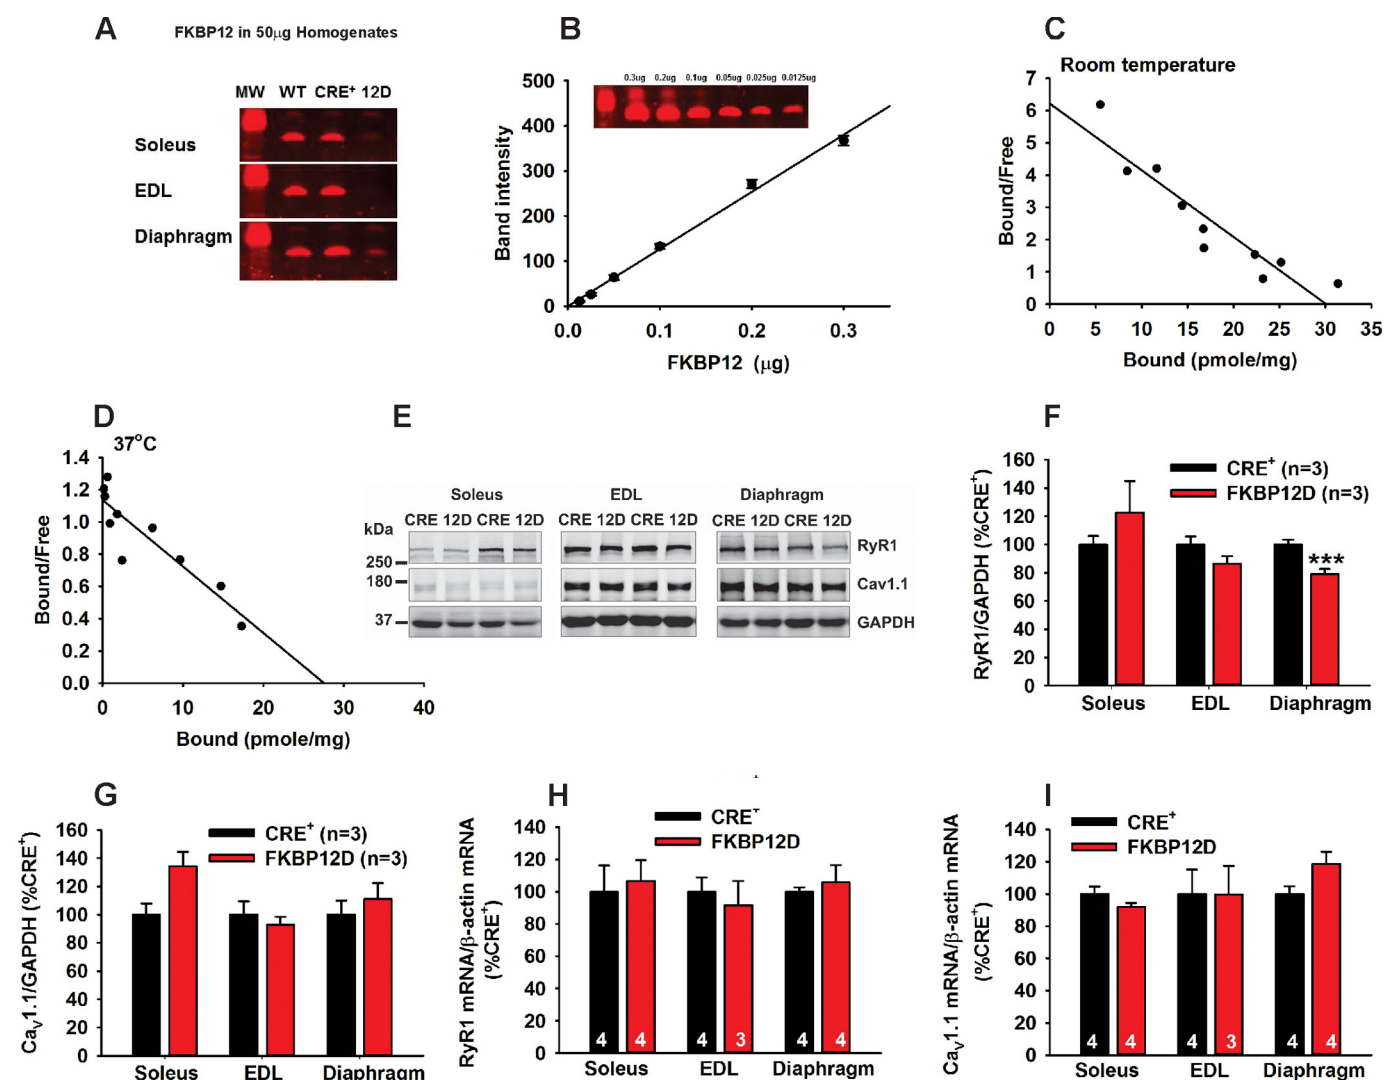 A
FKBP12 in 50μg Homogenates
MW WT CRE⁺ 12D
Soleus
EDL
Diaphragm
B
0.3ug 0.2ug 0.1ug 0.05ug 0.025ug 0.0125ug
500
400
300
200
100
0
Band intensity
0.0 0.1 0.2 0.3
FKBP12 (μg)
C
Room temperature
7
6
5
4
3
2
1
0
Bound/Free
0 5 10 15 20 25 30 35
Bound (pmole/mg)
D
37°C
1.4
1.2
1.0
0.8
0.6
0.4
0.2
0.0
Bound/Free
0 10 20 30 40
Bound (pmole/mg)
E
Soleus EDL Diaphragm
kDa
CRE 12D CRE 12D CRE 12D CRE 12D CRE 12D CRE 12D
RyR1
250
180
Cav1.1
37
GAPDH
F
160
140
120
100
80
60
40
20
0
RyR1/GAPDH (%CRE⁺)
CRE⁺ (n=3)
FKBP12D (n=3)
***
Soleus EDL Diaphragm
G
160
140
120
100
80
60
40
20
0
CaV1.1/GAPDH (%CRE⁺)
CRE⁺ (n=3)
FKBP12D (n=3)
Soleus EDL Diaphragm
H
140
120
100
80
60
40
20
0
RyR1 mRNA/β-actin mRNA
(%CRE⁺)
CRE⁺
FKBP12D
4 4 4 3 4 4
Soleus EDL Diaphragm
I
140
120
100
80
60
40
20
0
CaV1.1 mRNA/β-actin mRNA
(%CRE⁺)
CRE⁺
FKBP12D
4 4 4 3 4 4
Soleus EDL Diaphragm